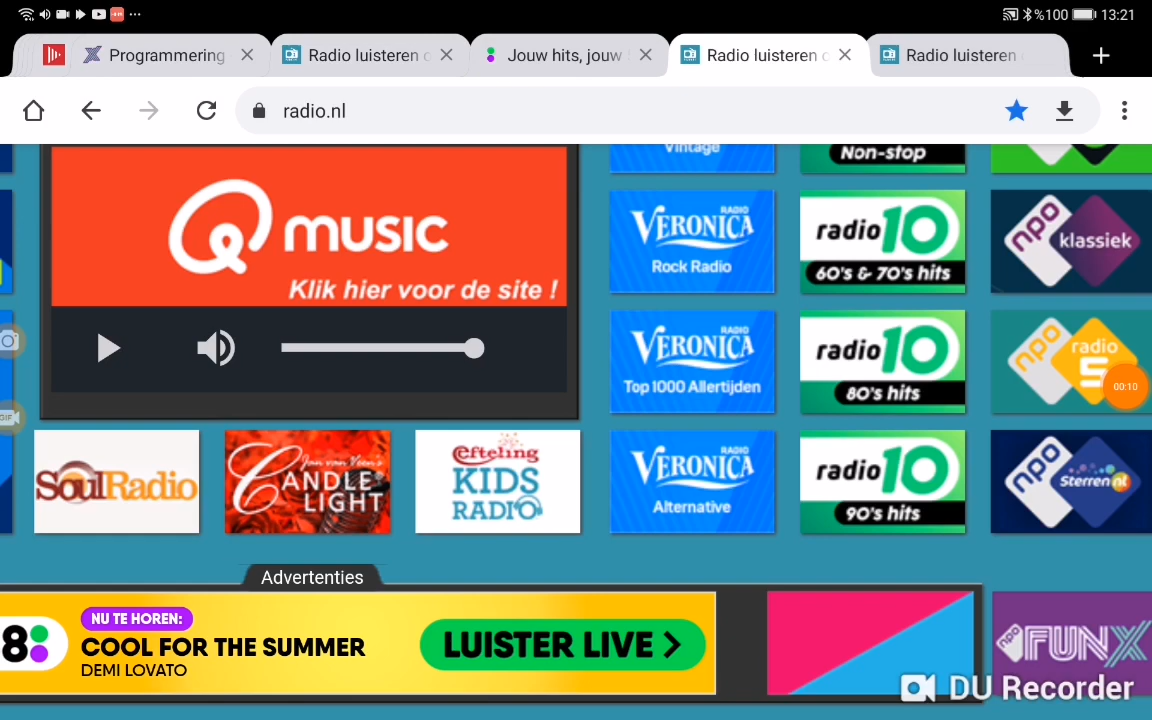 %100 13:21
Programmering
Radio luisteren
Jouw hits, jouw
Radio luisteren
Radio luisteren
radio.nl
Vintage
Non-stop
Q music
Klik hier voor de site !
VERONICA RADIO
Rock Radio
radio 10
60's & 70's hits
npo klassiek
VERONICA RADIO
Top 1000 Allertijden
radio 10
80's hits
npo radio 5
00:10
GIF
SoulRadio
Jan van Veen's
CANDLE LIGHT
efteling
KIDS
RADIO
VERONICA RADIO
Alternative
radio 10
90's hits
npo Sterren nl
Advertenties
NU TE HOREN:
COOL FOR THE SUMMER
DEMI LOVATO
8
LUISTER LIVE >
npo FUNX
DU Recorder